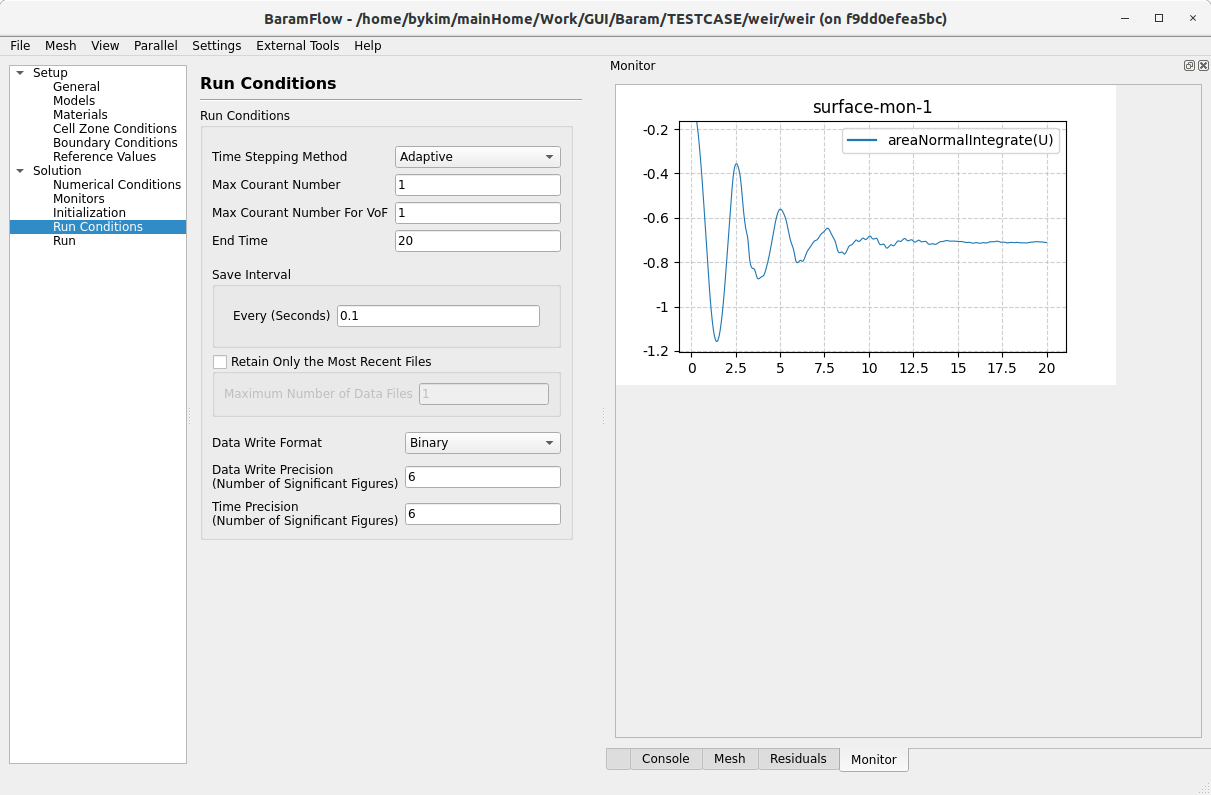 BaramFlow - /home/bykim/mainHome/Work/GUI/Baram/TESTCASE/weir/weir (on f9dd0efea5bc)
File Mesh View Parallel Settings External Tools Help
Setup
General
Models
Materials
Cell Zone Conditions
Boundary Conditions
Reference Values
Solution
Numerical Conditions
Monitors
Initialization
Run Conditions
Run
Run Conditions
Run Conditions
Time Stepping Method Adaptive
Max Courant Number 1
Max Courant Number For VoF 1
End Time 20
Save Interval
Every (Seconds) 0.1
Retain Only the Most Recent Files
Maximum Number of Data Files 1
Data Write Format Binary
Data Write Precision
(Number of Significant Figures) 6
Time Precision
(Number of Significant Figures) 6
Monitor
surface-mon-1
areaNormalIntegrate(U)
-0.2
-0.4
-0.6
-0.8
-1
-1.2
0 2.5 5 7.5 10 12.5 15 17.5 20
Console Mesh Residuals Monitor